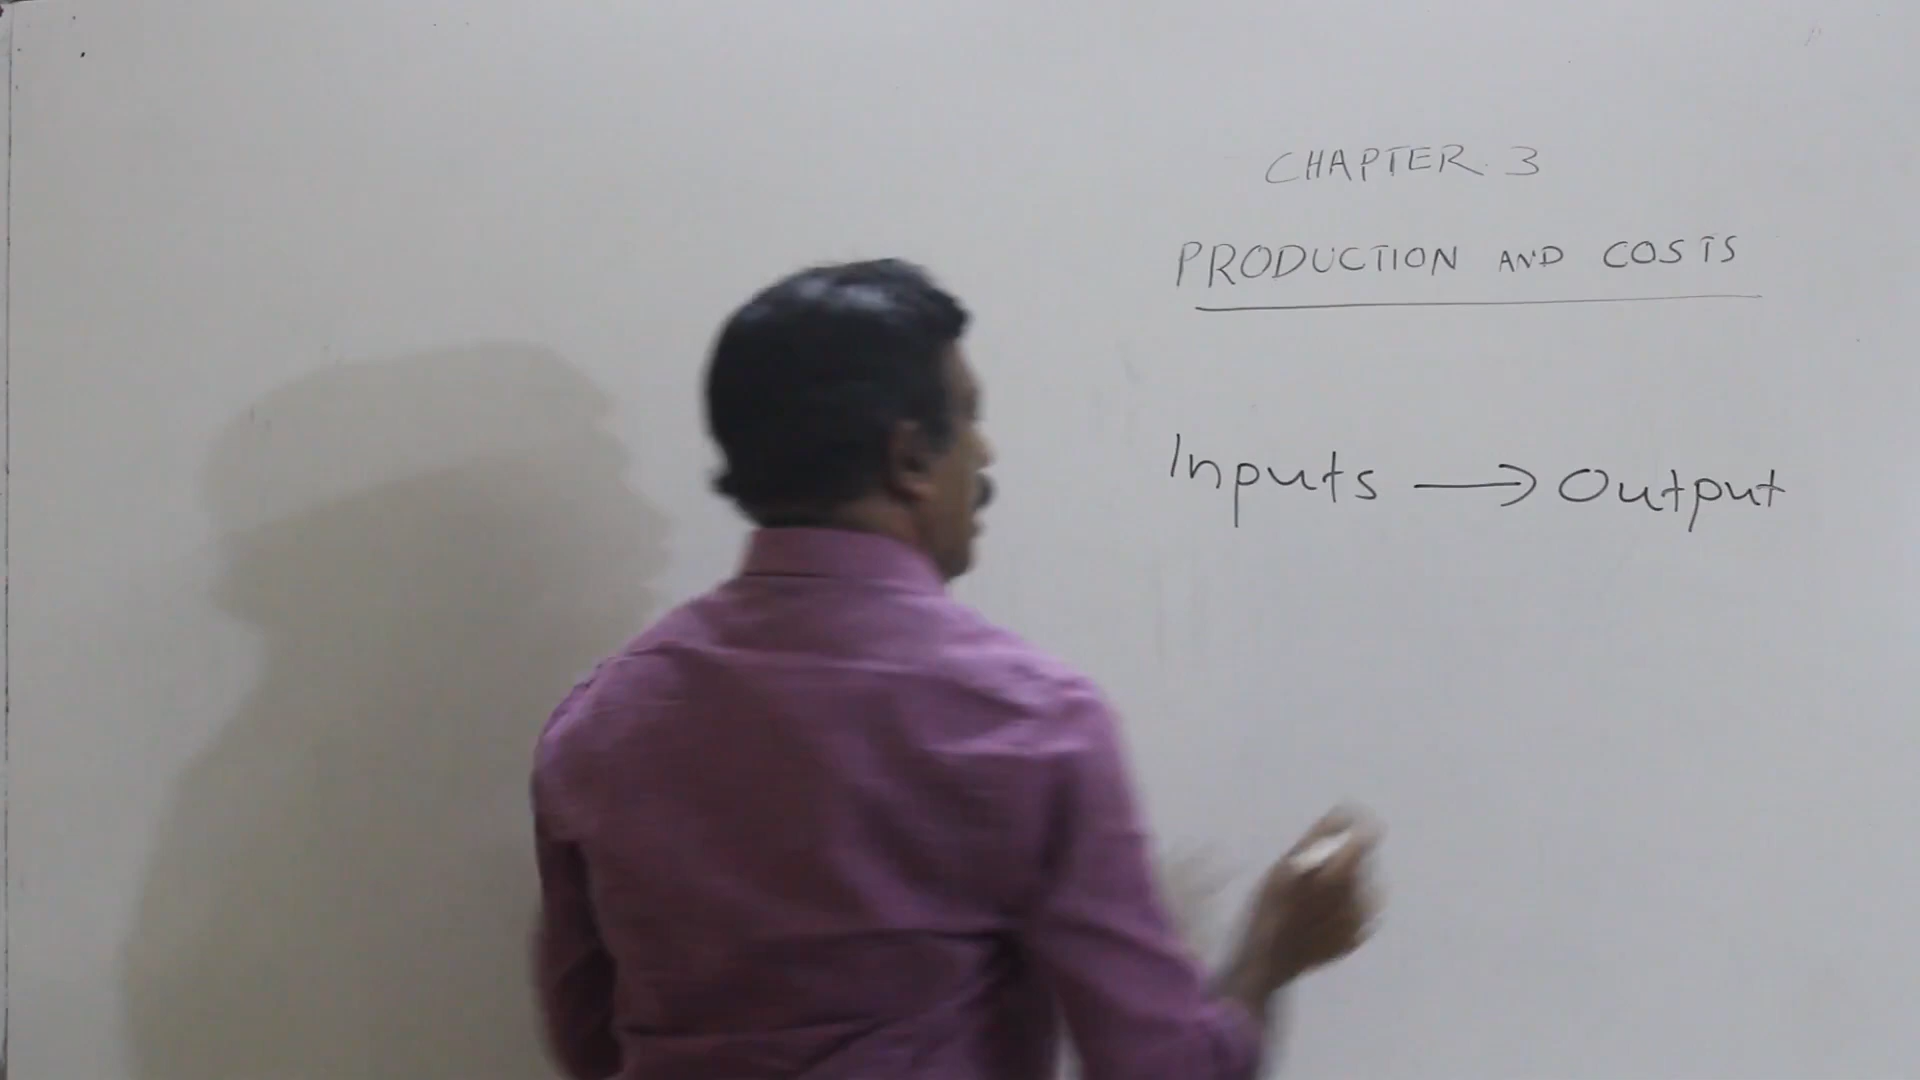 CHAPTER 3
PRODUCTION AND COSTS
Inputs → Output